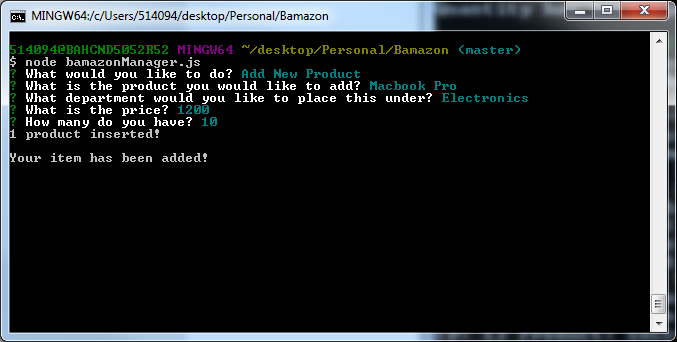 MINGW64:/c/Users/514094/desktop/Personal/Bamazon
514094@BAHCND5052R52 MINGW64 ~/desktop/Personal/Bamazon (master)
$ node bamazonManager.js
? What would you like to do? Add New Product
? What is the product you would like to add? Macbook Pro
? What department would you like to place this under? Electronics
? What is the price? 1200
? How many do you have? 10
1 product inserted!
Your item has been added!